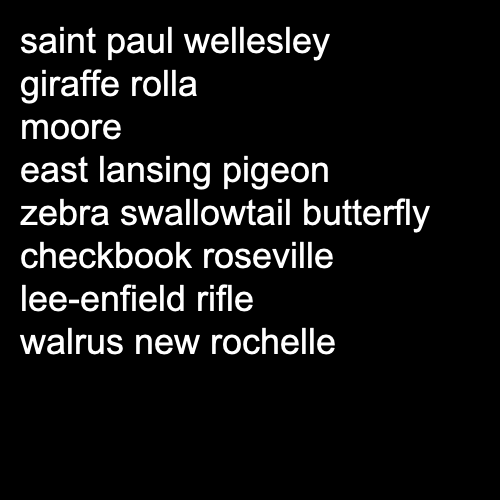 saint paul wellesley
giraffe rolla
moore
east lansing pigeon
zebra swallowtail butterfly
checkbook roseville
lee-enfield rifle
walrus new rochelle